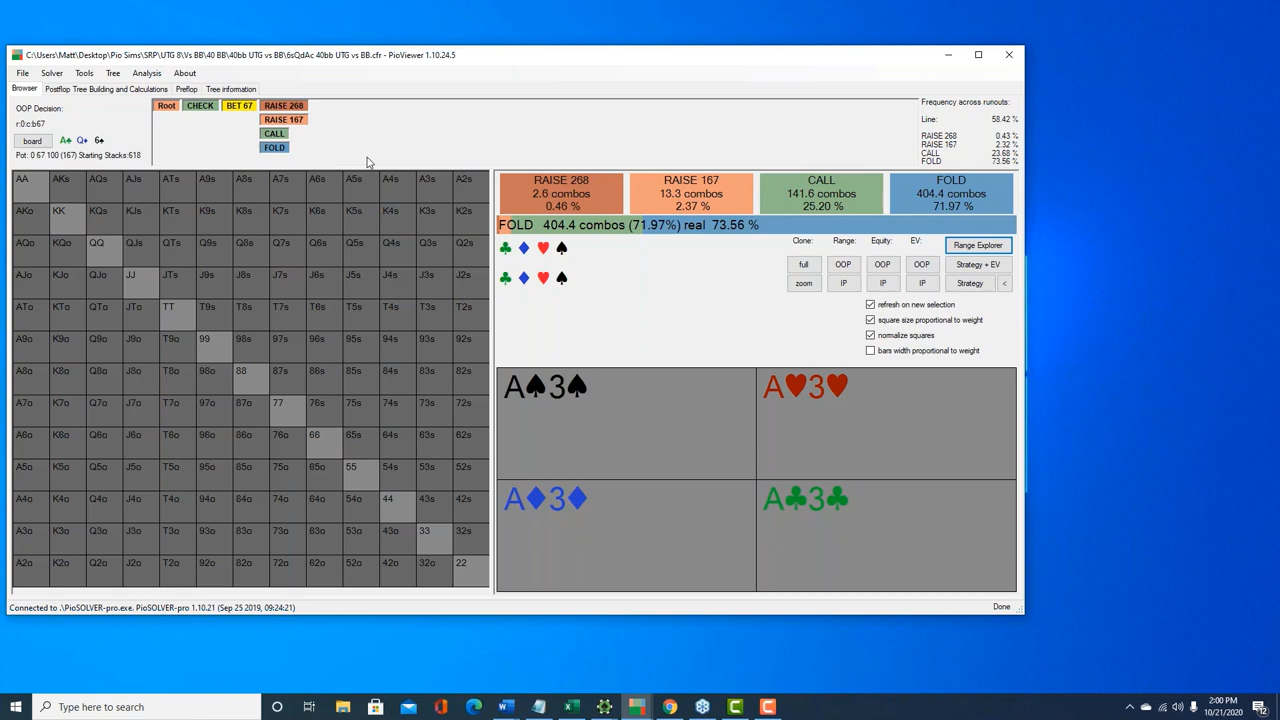 C:\Users\Matt\Desktop\Pio Sims\SRP\UTG 8\Vs BB\40 BB\40bb UTG vs BB\6sQdAc 40bb UTG vs BB.cfr - PioViewer 1.10.24.5
File Solver Tools Tree Analysis About
Browser Postflop Tree Building and Calculations Preflop Tree information
OOP Decision:
r:0:c:b67
board A♣ Q♦ 6♠
Pot: 0 67 100 (167) Starting Stacks:618
Root CHECK BET 67 RAISE 268
RAISE 167
CALL
FOLD
Frequency across runouts:
Line: 58.42 %
RAISE 268 0.43 %
RAISE 167 2.32 %
CALL 23.68 %
FOLD 73.56 %
AA AKs AQs AJs ATs A9s A8s A7s A6s A5s A4s A3s A2s
AKo KK KQs KJs KTs K9s K8s K7s K6s K5s K4s K3s K2s
AQo KQo QQ QJs QTs Q9s Q8s Q7s Q6s Q5s Q4s Q3s Q2s
AJo KJo QJo JJ JTs J9s J8s J7s J6s J5s J4s J3s J2s
ATo KTo QTo JTo TT T9s T8s T7s T6s T5s T4s T3s T2s
A9o K9o Q9o J9o T9o 99 98s 97s 96s 95s 94s 93s 92s
A8o K8o Q8o J8o T8o 98o 88 87s 86s 85s 84s 83s 82s
A7o K7o Q7o J7o T7o 97o 87o 77 76s 75s 74s 73s 72s
A6o K6o Q6o J6o T6o 96o 86o 76o 66 65s 64s 63s 62s
A5o K5o Q5o J5o T5o 95o 85o 75o 65o 55 54s 53s 52s
A4o K4o Q4o J4o T4o 94o 84o 74o 64o 54o 44 43s 42s
A3o K3o Q3o J3o T3o 93o 83o 73o 63o 53o 43o 33 32s
A2o K2o Q2o J2o T2o 92o 82o 72o 62o 52o 42o 32o 22
RAISE 268 RAISE 167 CALL FOLD
2.6 combos 13.3 combos 141.6 combos 404.4 combos
0.46 % 2.37 % 25.20 % 71.97 %
FOLD 404.4 combos (71.97%) real 73.56 %
♣ ♦ ♥ ♠
♣ ♦ ♥ ♠
Clone: Range: Equity: EV: Range Explorer
full OOP OOP OOP Strategy + EV
zoom IP IP IP Strategy <
refresh on new selection
square size proportional to weight
normalize squares
bars width proportional to weight
A♠3♠ A♥3♥
A♦3♦ A♣3♣
Connected to .\PioSOLVER-pro.exe. PioSOLVER-pro 1.10.21 (Sep 25 2019, 09:24:21) Done
Type here to search
2:00 PM
10/21/2020
12